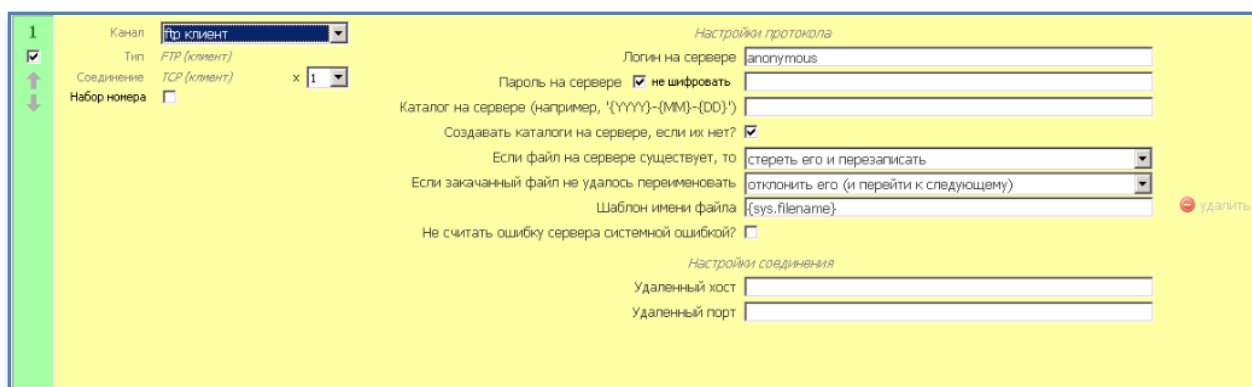 1 Канал ftp клиент Настройки протокола
Тип FTP (клиент) Логин на сервере anonymous
Соединение TCP (клиент) x 1 Пароль на сервере не шифровать
Набор номера Каталог на сервере (например, '{YYYY}-{MM}-{DD}')
Создавать каталоги на сервере, если их нет?
Если файл на сервере существует, то стереть его и перезаписать
Если закачанный файл не удалось переименовать отклонить его (и перейти к следующему)
Шаблон имени файла {sys.filename} удалить
Не считать ошибку сервера системной ошибкой?
Настройки соединения
Удаленный хост
Удаленный порт